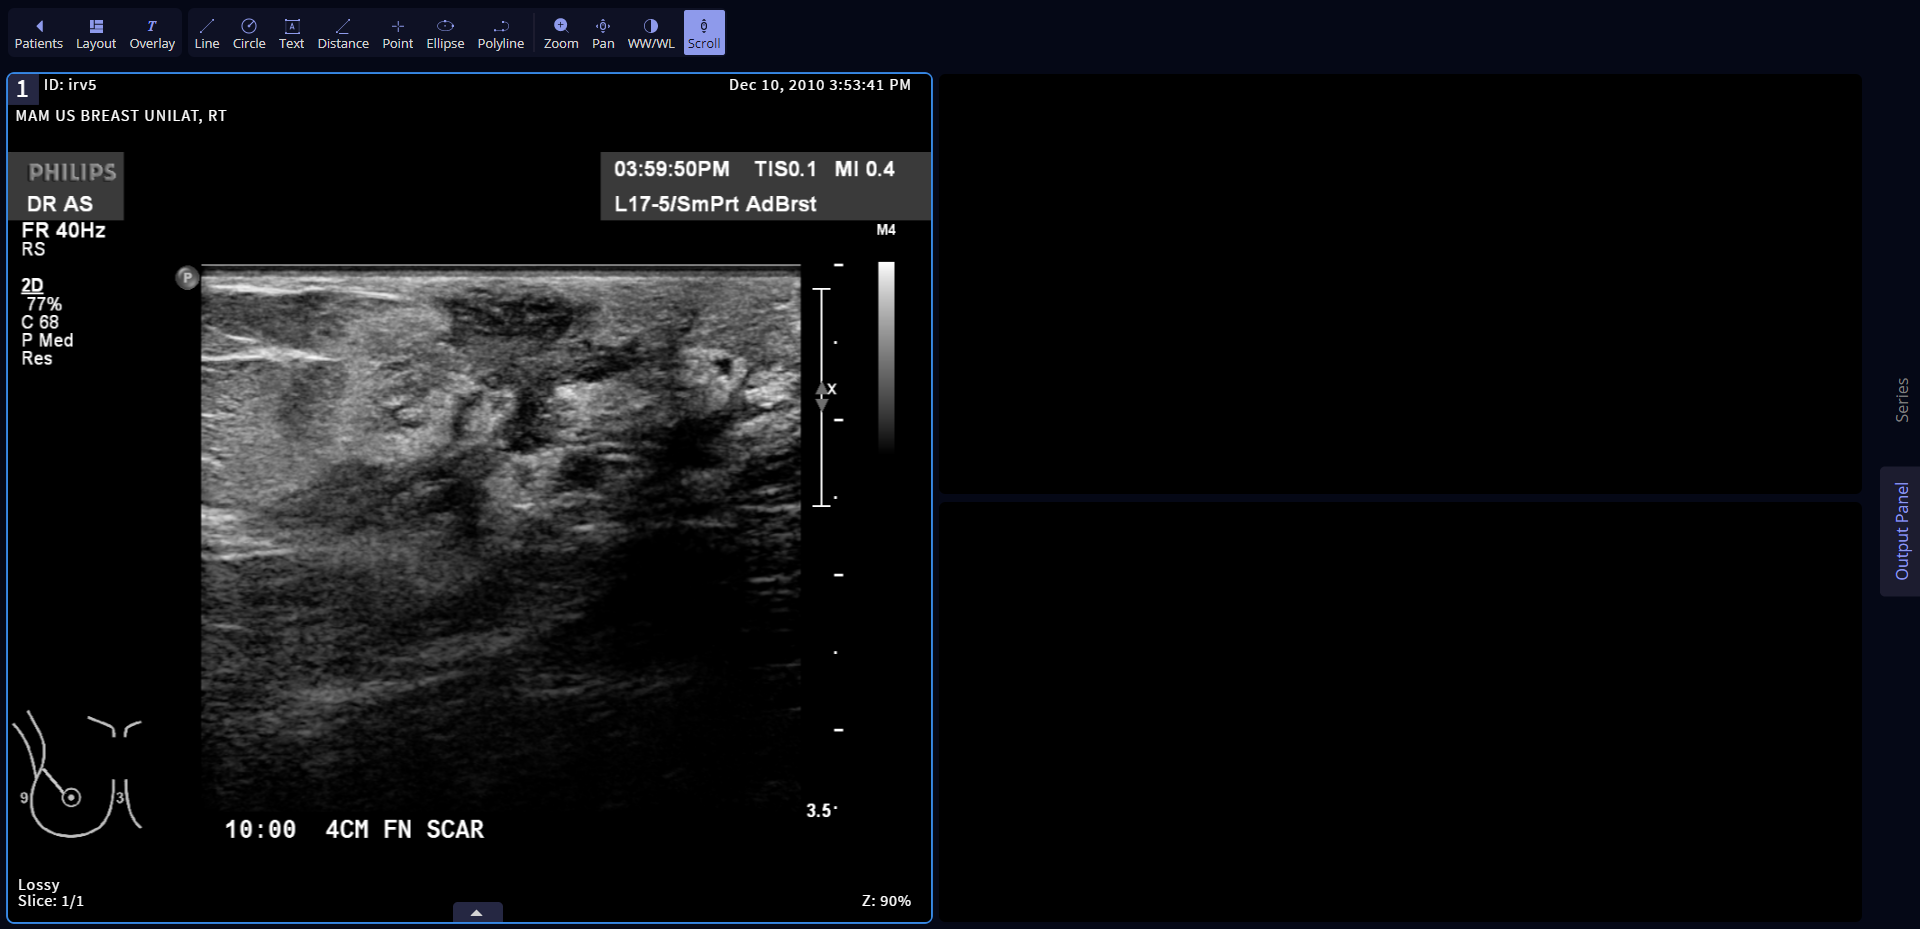 Patients Layout Overlay Line Circle Text Distance Point Ellipse Polyline Zoom Pan WW/WL Scroll
1 ID: irv5 Dec 10, 2010 3:53:41 PM
MAM US BREAST UNILAT, RT
PHILIPS 03:59:50PM TIS0.1 MI 0.4
DR AS L17-5/SmPrt AdBrst
FR 40Hz M4
RS
P
2D
77%
C 68
P Med
Res
x
9 3
3.5
10:00 4CM FN SCAR
Lossy
Slice: 1/1 Z: 90%
Series
Output Panel